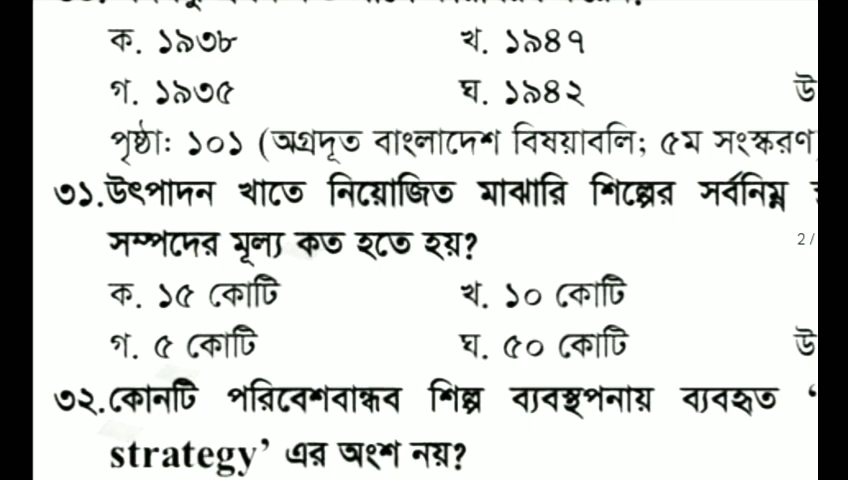 ক. ১৯৩৮ খ. ১৯৪৭
গ. ১৯৩৫ ঘ. ১৯৪২ উ
পৃষ্ঠা: ১০১ (অগ্রদূত বাংলাদেশ বিষয়াবলি; ৫ম সংস্করণ
৩১.উৎপাদন খাতে নিয়োজিত মাঝারি শিল্পের সর্বনিম্ন
সম্পদের মূল্য কত হতে হয়?
2/
ক. ১৫ কোটি খ. ১০ কোটি
গ. ৫ কোটি ঘ. ৫০ কোটি উ
৩২.কোনটি পরিবেশবান্ধব শিল্প ব্যবস্থপনায় ব্যবহৃত ‘
strategy’ এর অংশ নয়?